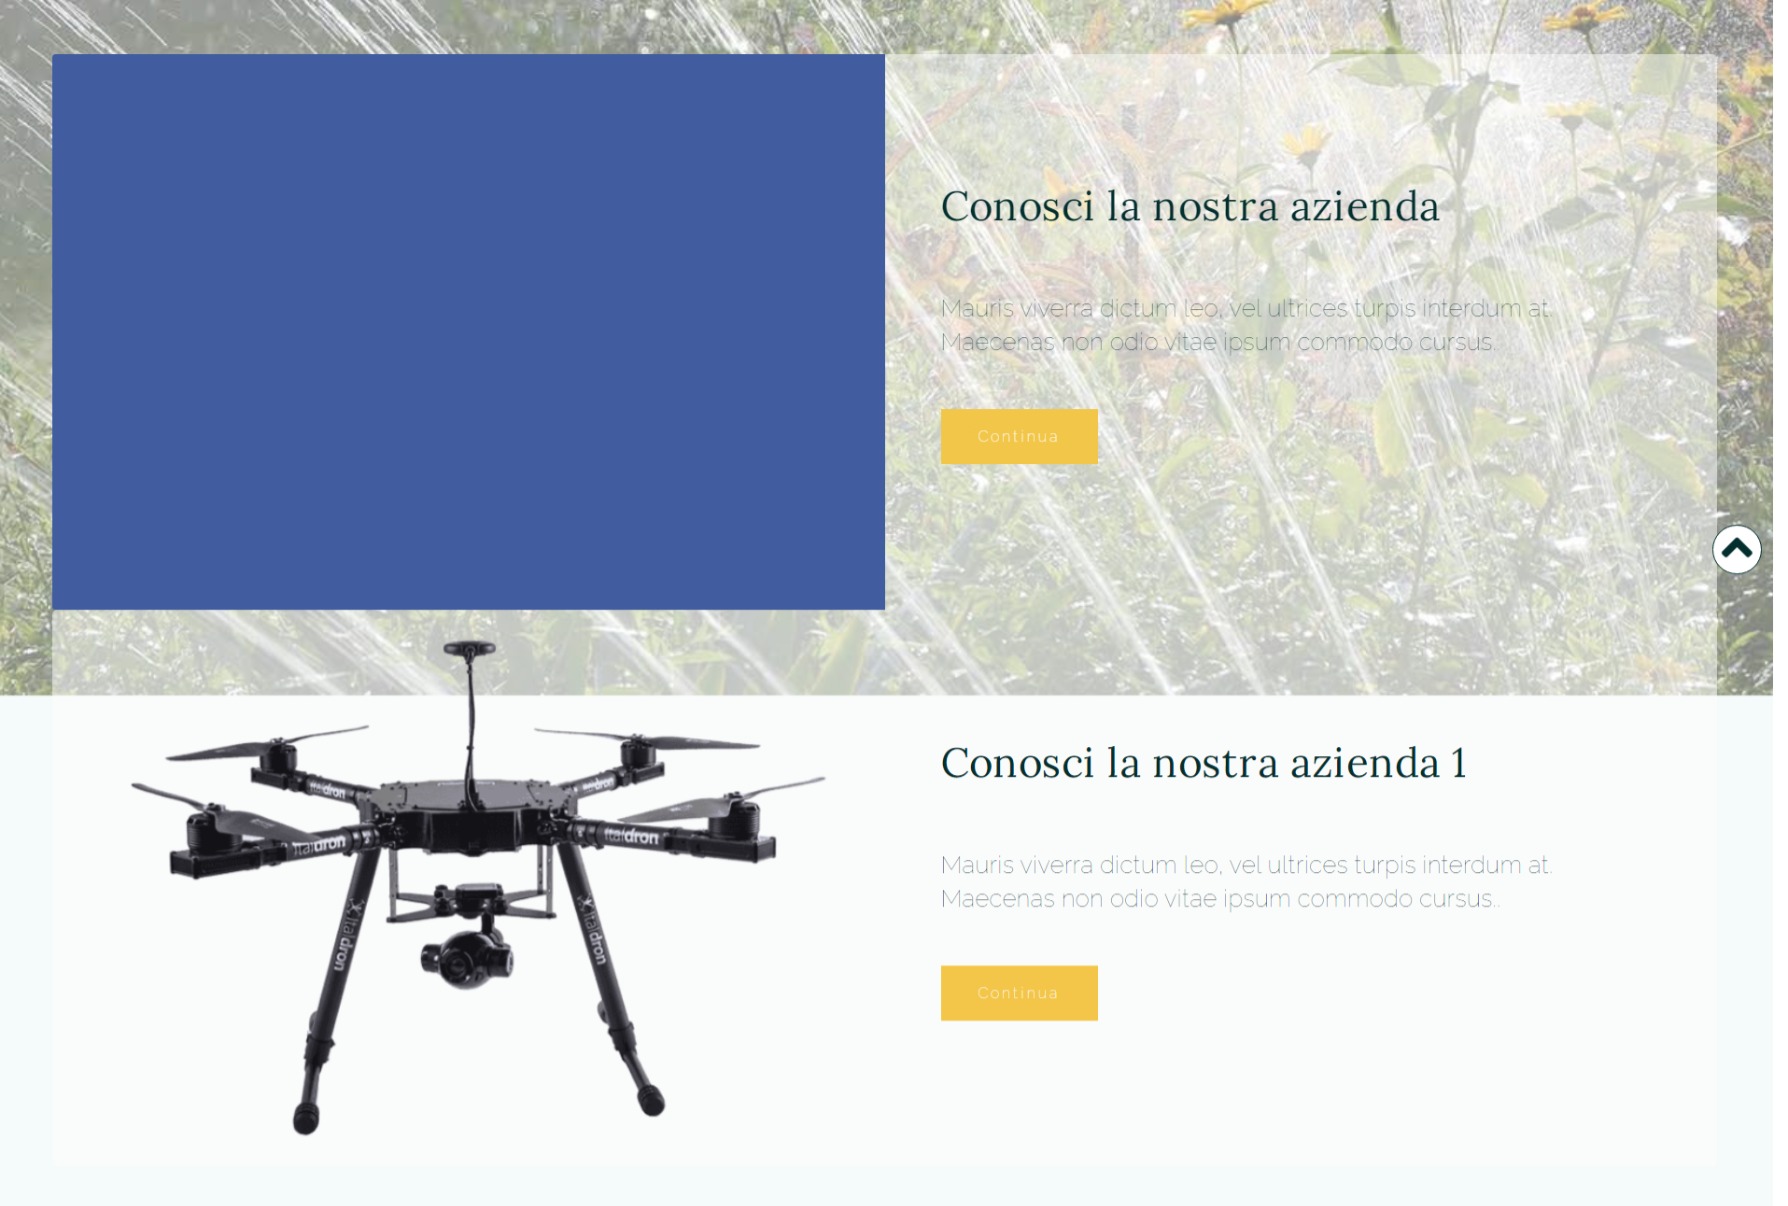 Conosci la nostra azienda
Mauris viverra dictum leo, vel ultrices turpis interdum at.
Maecenas non odio vitae ipsum commodo cursus..
Continua
italdron
italdron
italdron
italdron
italdron
italdron
Conosci la nostra azienda 1
Mauris viverra dictum leo, vel ultrices turpis interdum at.
Maecenas non odio vitae ipsum commodo cursus..
Continua